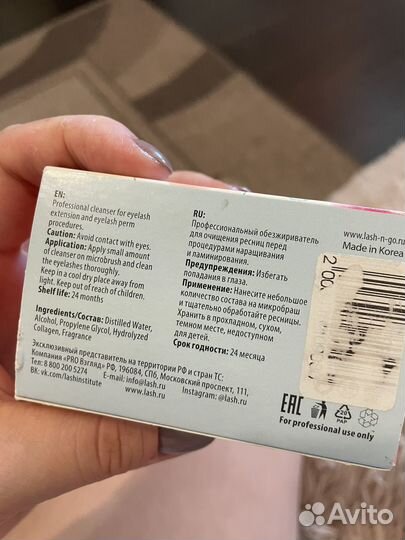 EN:
Professional cleanser for eyelash
extension and eyelash perm
procedures.
Caution: Avoid contact with eyes.
Application: Apply small amount
of cleanser on microbrush and clean
the eyelashes thoroughly.
Keep in a cool dry place away from
light. Keep out of reach of children.
Shelf life: 24 months
Ingredients/Состав: Distilled Water,
Alcohol, Propylene Glycol, Hydrolyzed
Collagen, Fragrance
RU:
Профессиональный обезжириватель
для очищения ресниц перед
процедурами наращивания
и ламинирования.
Предупреждения: Избегать
попадания в глаза.
Применение: Нанесите небольшое
количество состава на микробраш
и тщательно обработайте ресницы.
Хранить в прохладном, сухом,
темном месте, недоступном
для детей.
Срок годности: 24 месяца
www.lash-n-go.ru
Made in Korea
Эксклюзивный представитель на территории РФ и стран ТС:
Компания «PRO Взгляд» РФ, 196084, СПб, Московский проспект, 111,
Тел: 8 800 200 5274 E-mail: info@lash.ru Instagram: @lash.ru
ВК: vk.com/lashinstitute www.lash.ru
EAC
20
PAP
For professional use only
Avito